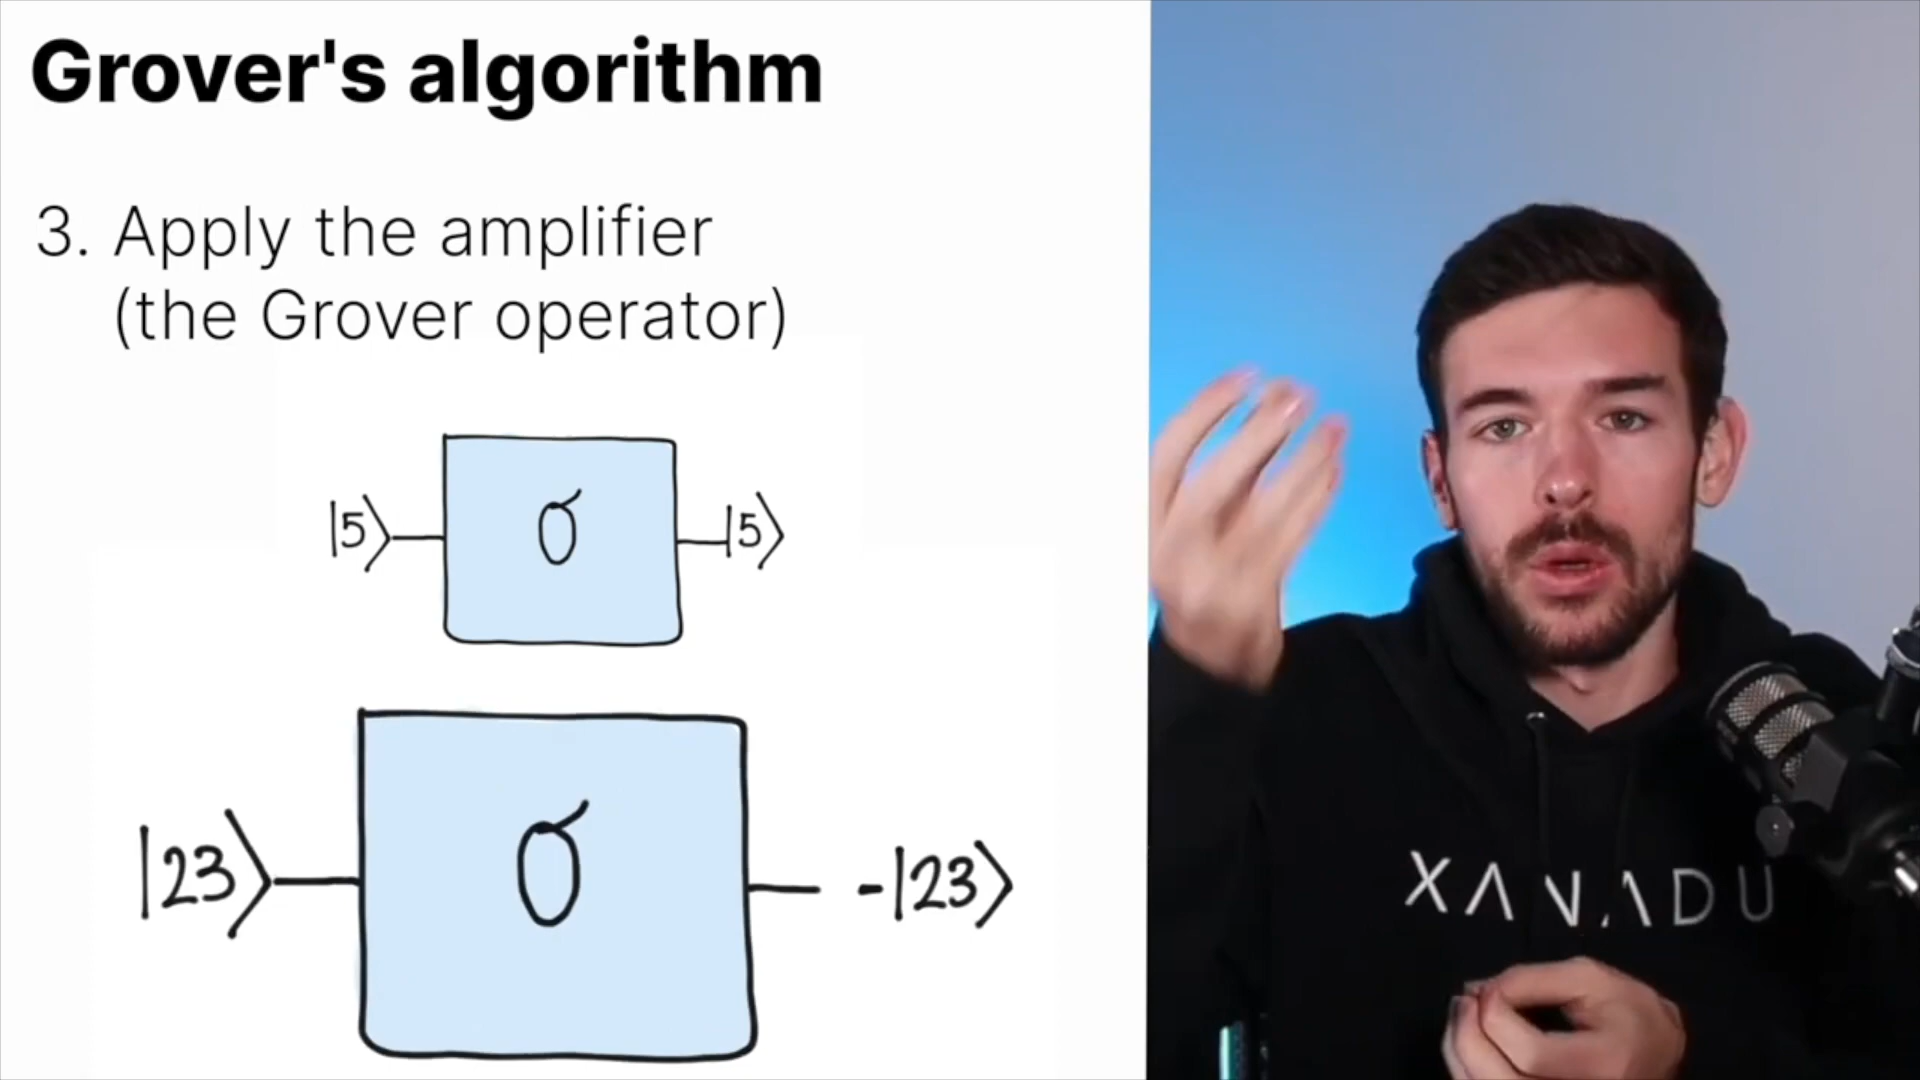 Grover's algorithm
3. Apply the amplifier
(the Grover operator)
|5⟩ O |5⟩
|23⟩ O -|23⟩
XANADU